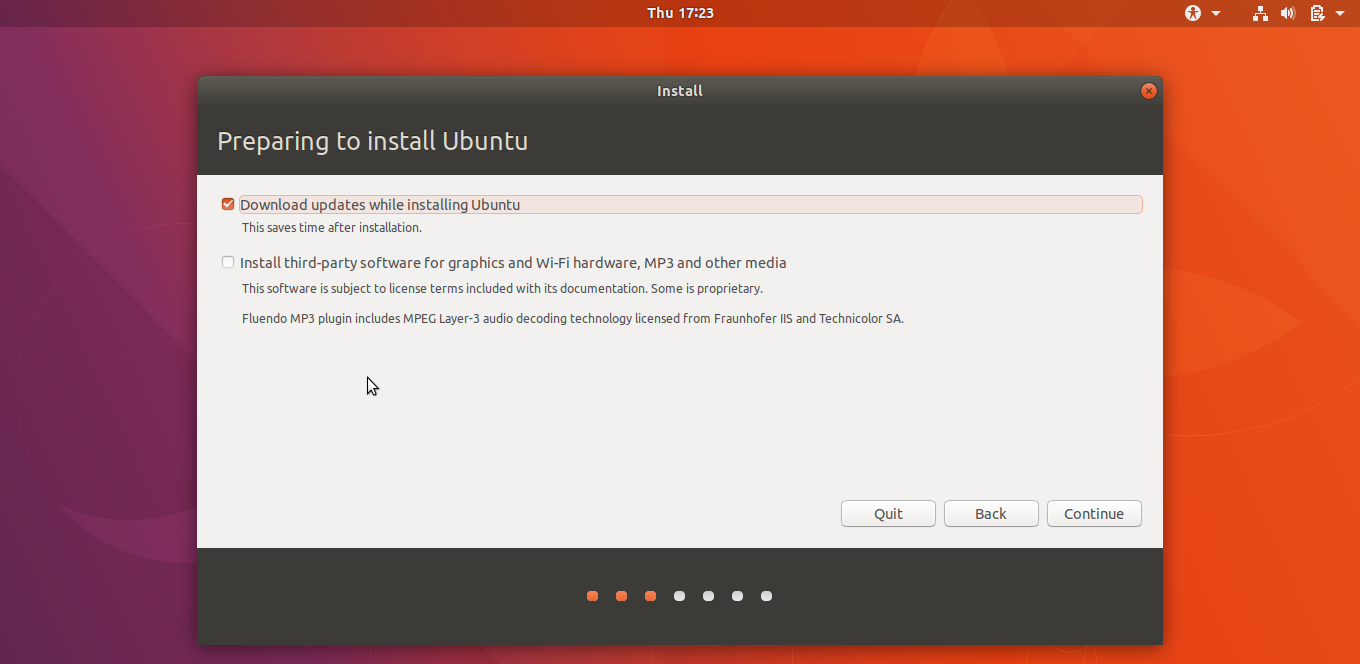 Thu 17:23
Install
Preparing to install Ubuntu
Download updates while installing Ubuntu
This saves time after installation.
Install third-party software for graphics and Wi-Fi hardware, MP3 and other media
This software is subject to license terms included with its documentation. Some is proprietary.
Fluendo MP3 plugin includes MPEG Layer-3 audio decoding technology licensed from Fraunhofer IIS and Technicolor SA.
Quit Back Continue